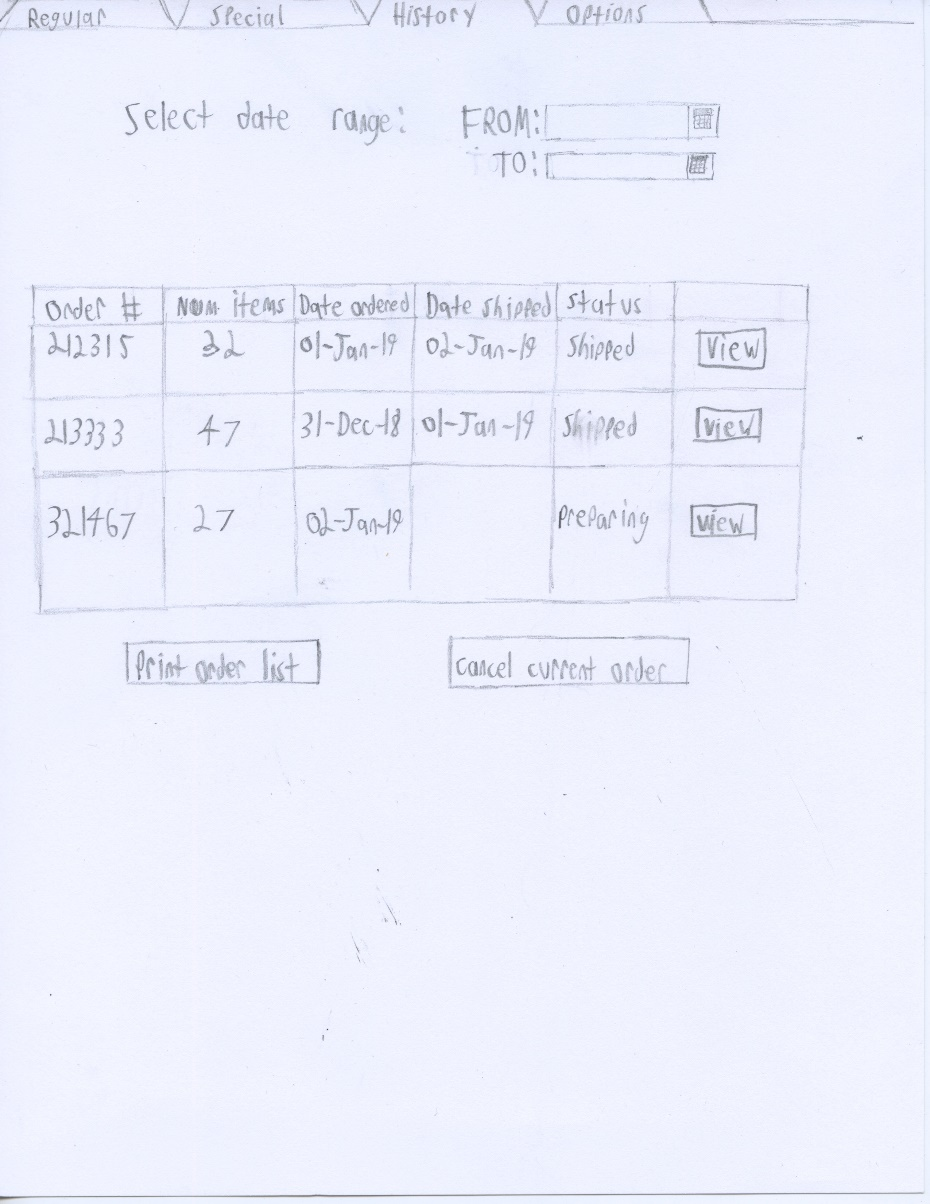 Regular Special History Options
Select date range: FROM:
TO:
Order # Num items Date ordered Date shipped Status
212315 32 01-Jan-19 02-Jan-19 Shipped View
213333 47 31-Dec-18 01-Jan-19 Shipped View
321467 27 02-Jan-19 Preparing View
Print order list Cancel current order